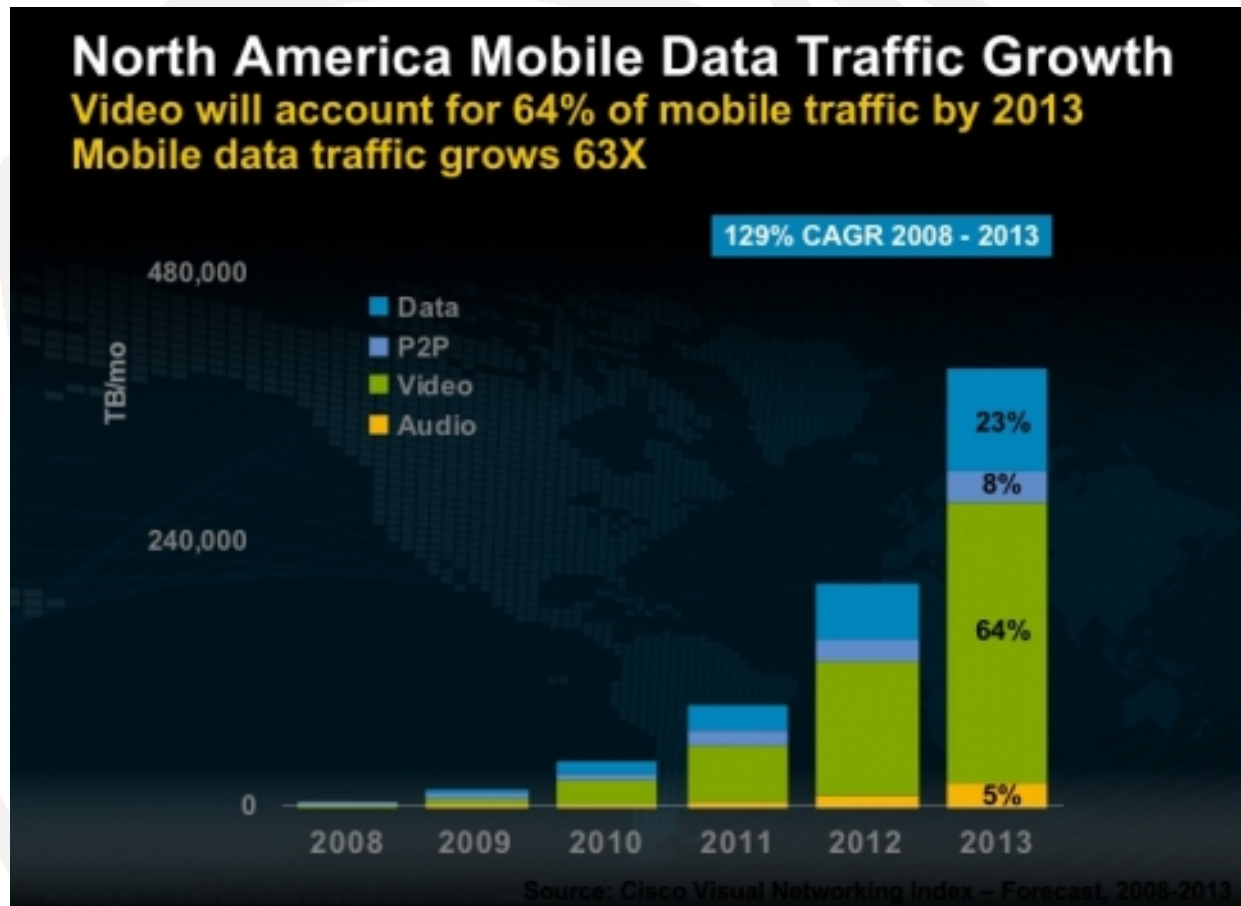 North America Mobile Data Traffic Growth
Video will account for 64% of mobile traffic by 2013
Mobile data traffic grows 63X
129% CAGR 2008 - 2013
480,000
TB/mo
Data
P2P
Video
Audio
240,000
0
23%
8%
64%
5%
2008 2009 2010 2011 2012 2013
Source: Cisco Visual Networking Index – Forecast, 2008-2013